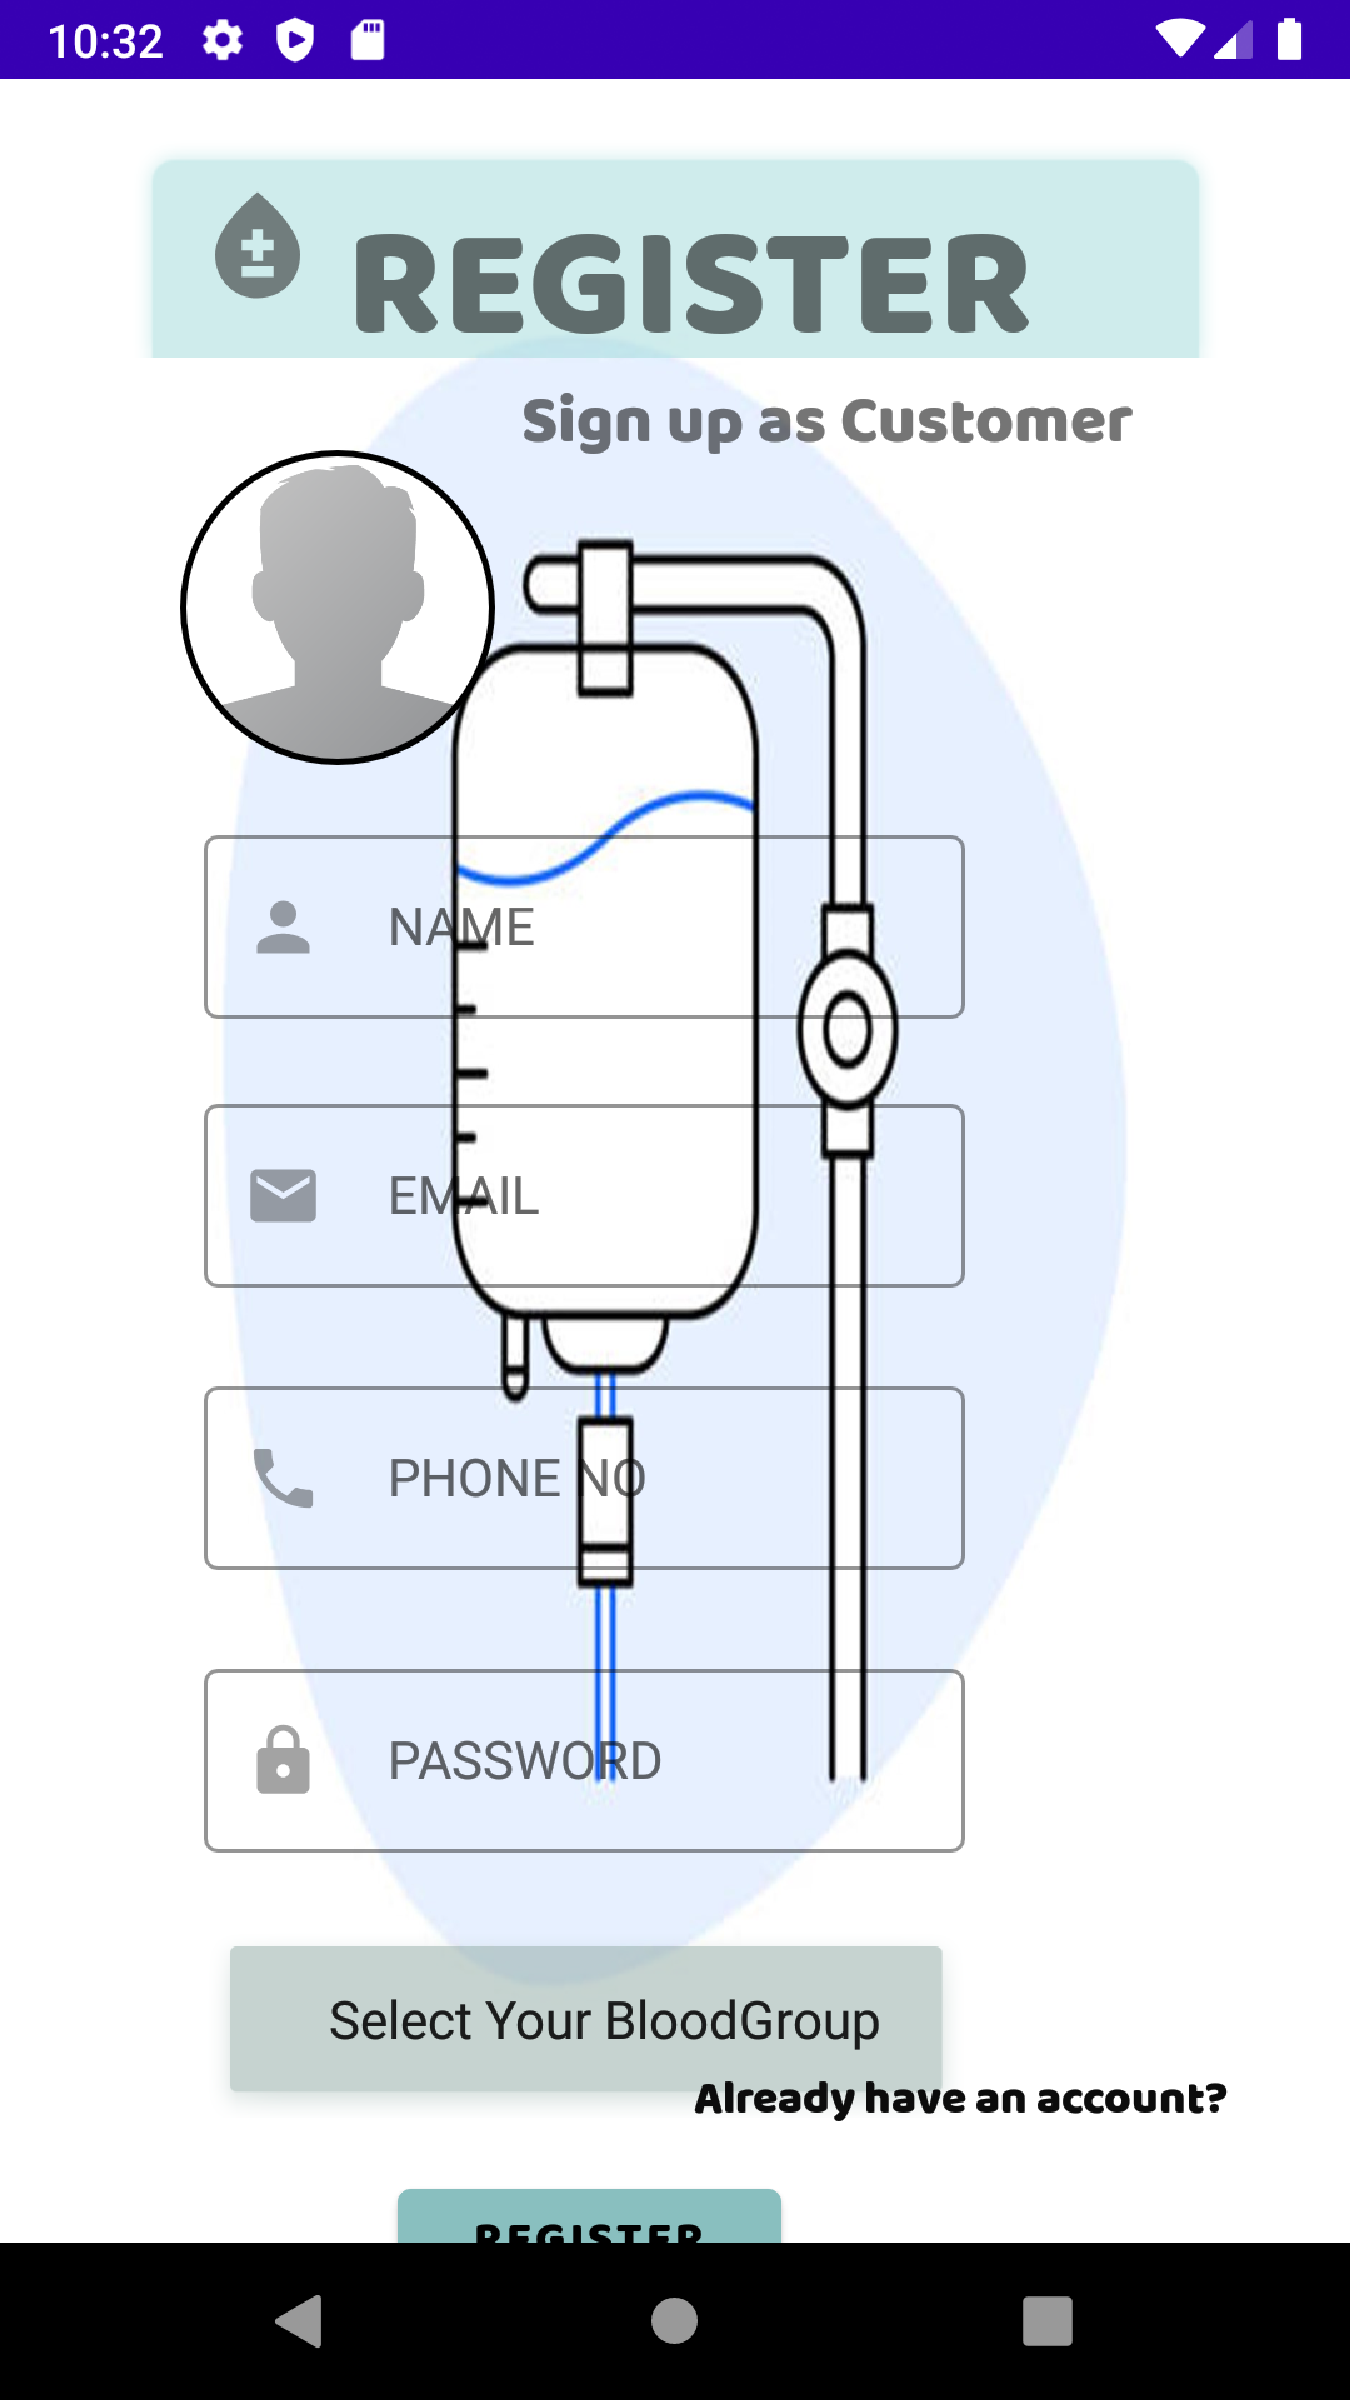 10:32
REGISTER
Sign up as Customer
NAME
EMAIL
PHONE NO
PASSWORD
Select Your BloodGroup
Already have an account?
REGISTER